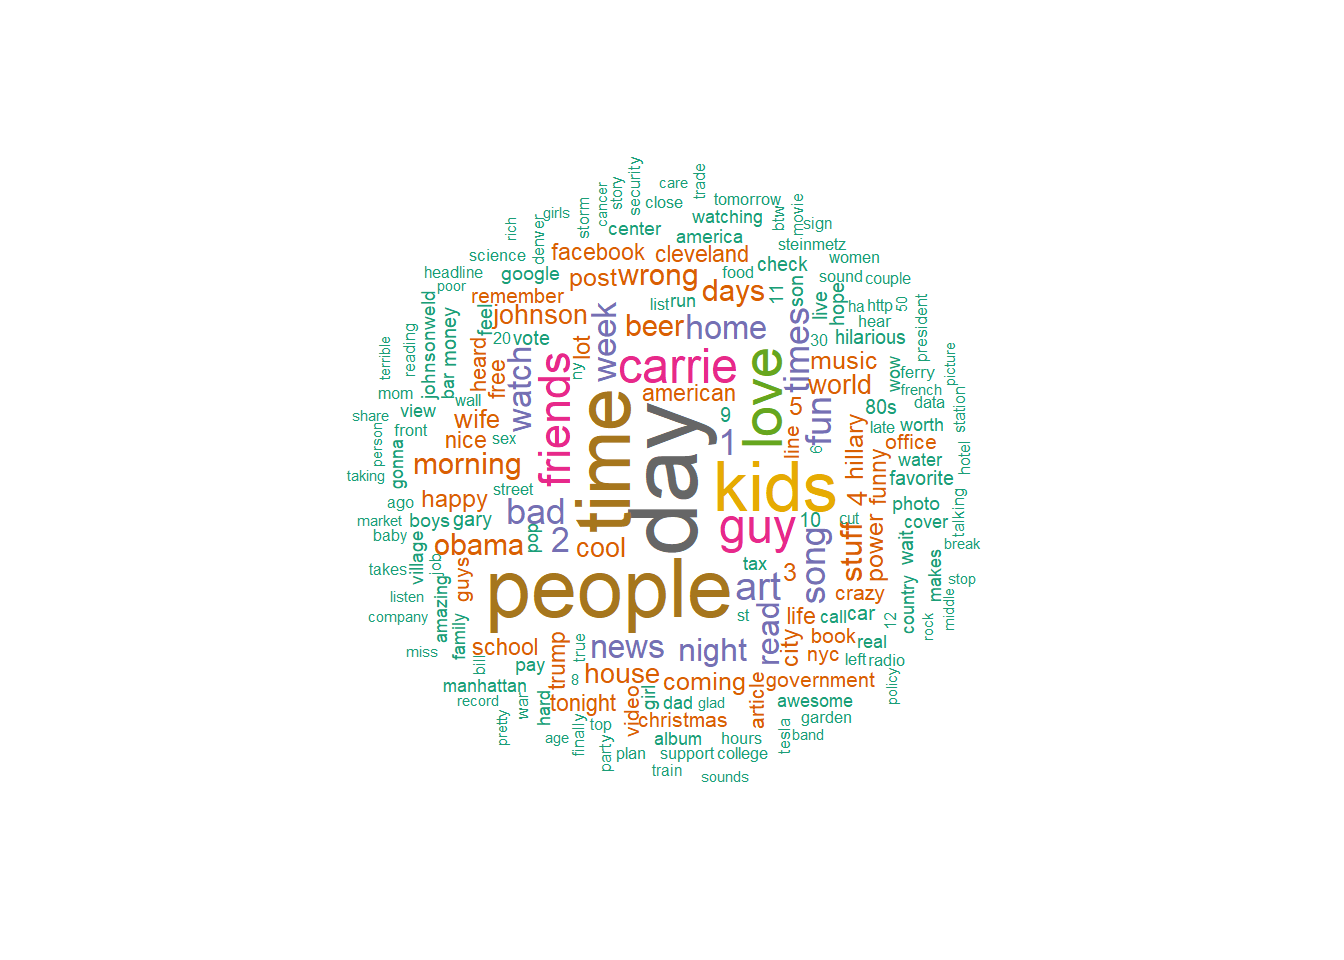 care
trade
security
story
cancer
girls
storm
close
tomorrow
rich
denver
center
watching
btw
movie
sign
america
steinmetz
science
facebook
cleveland
women
headline
google
post
wrong
food
check
sound
couple
poor
remember
days
11
son
list
run
live
hope
ha
http
50
johnsonweld
feel
johnson
week
beer
home
times
hear
president
terrible
reading
bar
money
20
vote
heard
watch
lot
30
hilarious
free
friends
ny
carrie
love
music
wow
ferry
picture
mom
wall
american
world
french
share
view
wife
time
day
9
5
fun
80s
data
station
person
front
nice
sex
1
line
6
late
worth
hillary
office
gonna
morning
kids
water
hotel
taking
street
4
funny
favorite
ago
happy
bad
guy
10
cut
photo
talking
market
boys
gary
pop
2
cool
song
stuff
power
cover
baby
obama
wait
break
village
job
guys
people
tax
art
3
crazy
country
makes
stop
takes
listen
amazing
st
read
life
call
car
12
rock
middle
company
family
school
news
night
city
book
real
miss
bill
trump
true
nyc
left
radio
pay
8
house
coming
government
policy
manhattan
record
war
hard
tonight
video
girl
dad
glad
article
awesome
pretty
top
christmas
garden
age
finally
party
plan
album
hours
tesla
band
support
college
train
sounds